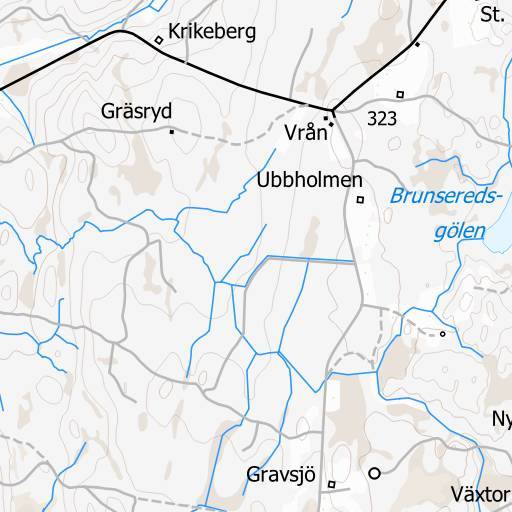 St.
Krikeberg
Gräsryd
323
Vrån
Ubbholmen
Brunsereds-
gölen
Ny
Gravsjö
Växtor